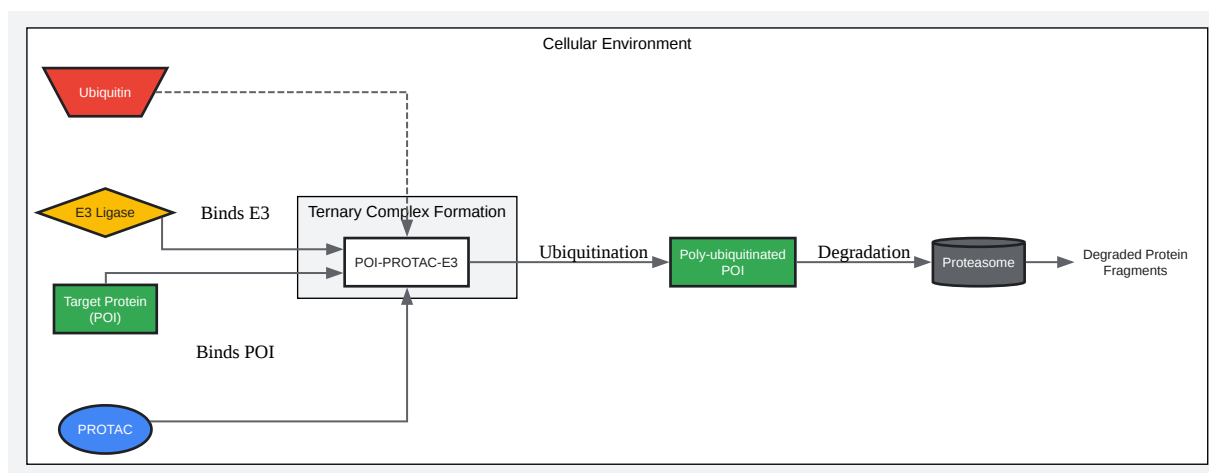 Cellular Environment
Ubiquitin
E3 Ligase
Binds E3
Ternary Complex Formation
POI-PROTAC-E3
Ubiquitination
Poly-ubiquitinated
POI
Degradation
Proteasome
Degraded Protein
Fragments
Target Protein
(POI)
Binds POI
PROTAC